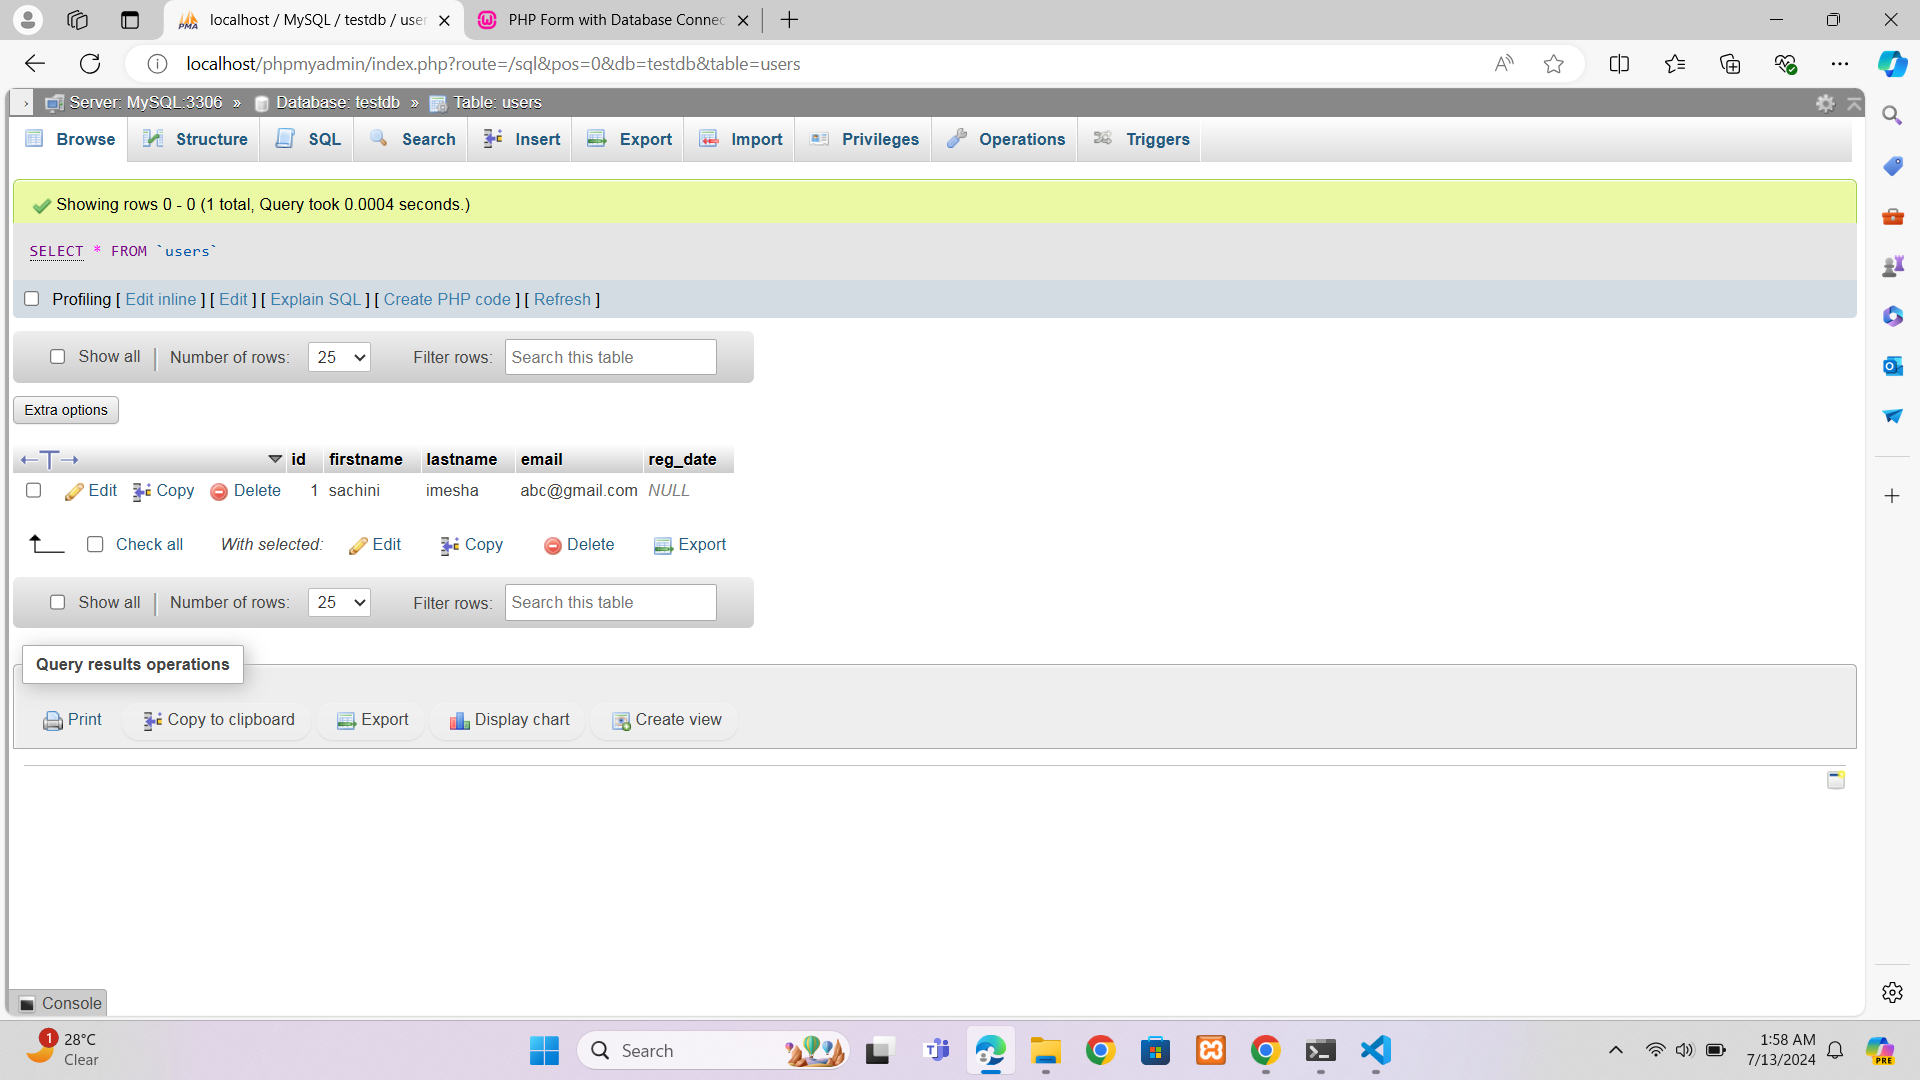 localhost / MySQL / testdb / user
PHP Form with Database Connec
localhost/phpmyadmin/index.php?route=/sql&pos=0&db=testdb&table=users
Server: MySQL:3306 » Database: testdb » Table: users
Browse Structure SQL Search Insert Export Import Privileges Operations Triggers
Showing rows 0 - 0 (1 total, Query took 0.0004 seconds.)
SELECT * FROM `users`
Profiling [ Edit inline ] [ Edit ] [ Explain SQL ] [ Create PHP code ] [ Refresh ]
Show all Number of rows: 25 Filter rows: Search this table
Extra options
id firstname lastname email reg_date
Edit Copy Delete 1 sachini imesha abc@gmail.com NULL
Check all With selected: Edit Copy Delete Export
Show all Number of rows: 25 Filter rows: Search this table
Query results operations
Print Copy to clipboard Export Display chart Create view
Console
1 28°C
Clear
Search
1:58 AM
7/13/2024
PRE